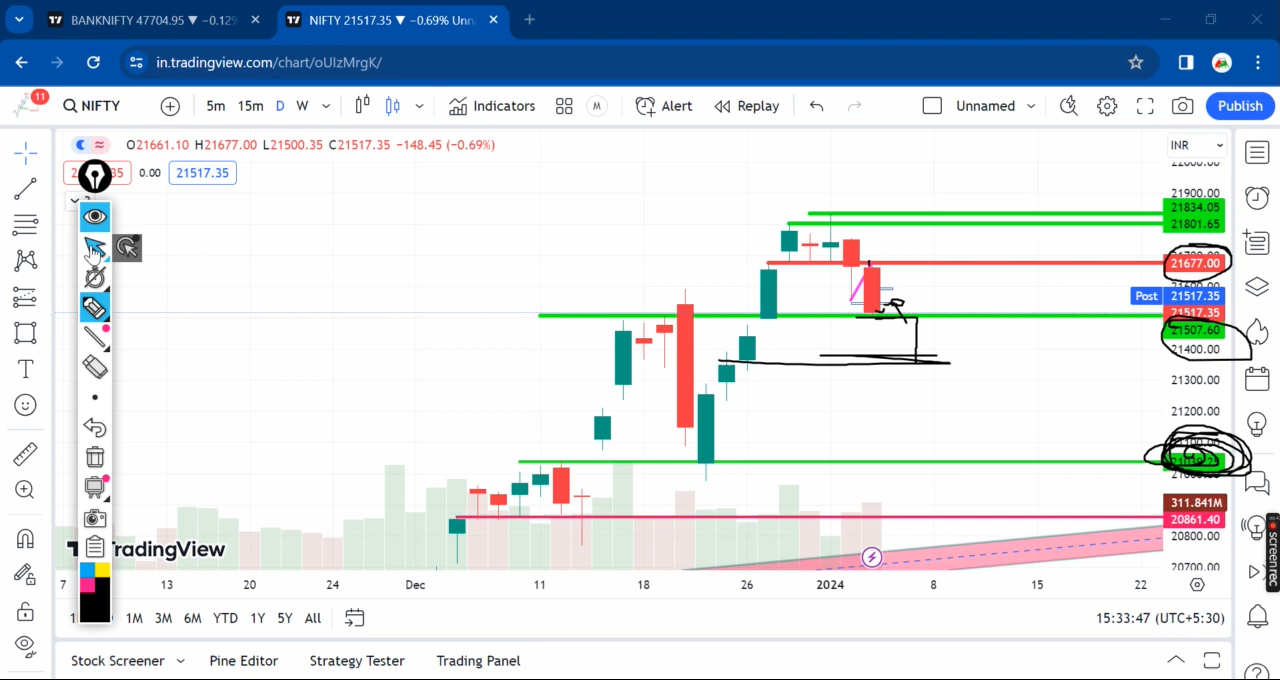 BANKNIFTY 47704.95 ▼ −0.12%
NIFTY 21517.35 ▼ −0.69% Unn
in.tradingview.com/chart/oUIzMrgK/
11
NIFTY
5m 15m D W
Indicators
M
Alert
Replay
Unnamed
Publish
O21661.10 H21677.00 L21500.35 C21517.35 −148.45 (−0.69%)
INR
0.00
21517.35
21900.00
21834.05
21801.65
21677.00
Post 21517.35
21517.35
21507.60
21400.00
21300.00
21200.00
311.841M
20861.40
20800.00
20700.00
TradingView
7 13 20 24 Dec 11 18 26 2024 8 15 22
1M 3M 6M YTD 1Y 5Y All
15:33:47 (UTC+5:30)
Stock Screener
Pine Editor
Strategy Tester
Trading Panel
screenrec